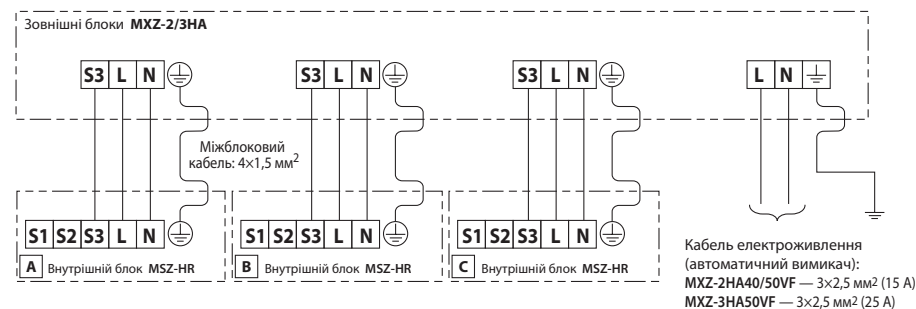 Зовнішні блоки MXZ-2/3HA
S3 L N
S3 L N
S3 L N
L N
Міжблоковий
кабель: 4×1,5 мм2
S1 S2 S3 L N
S1 S2 S3 L N
S1 S2 S3 L N
A Внутрішній блок MSZ-HR
B Внутрішній блок MSZ-HR
C Внутрішній блок MSZ-HR
Кабель електроживлення
(автоматичний вимикач):
MXZ-2HA40/50VF — 3×2,5 мм2 (15 А)
MXZ-3HA50VF — 3×2,5 мм2 (25 А)